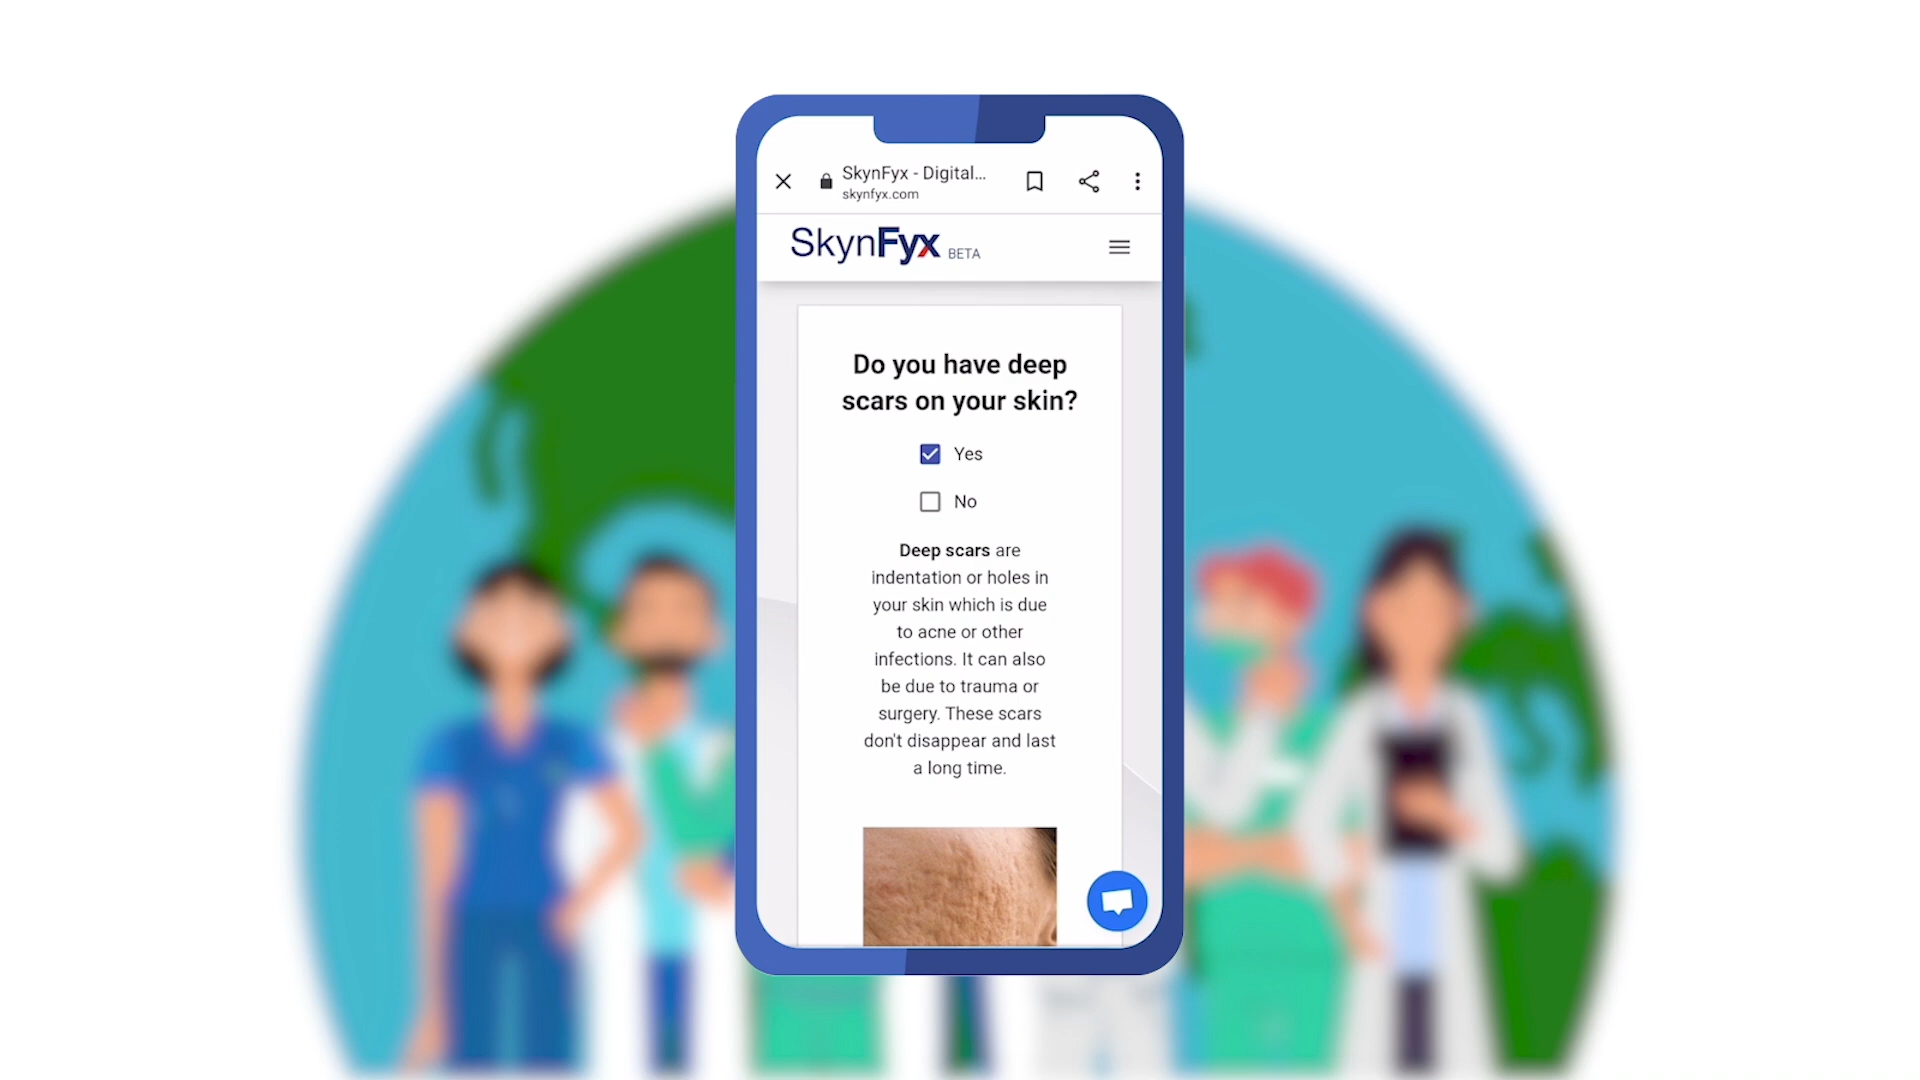 SkynFyx - Digital...
skynfyx.com
SkynFyx BETA
Do you have deep
scars on your skin?
Yes
No
Deep scars are
indentation or holes in
your skin which is due
to acne or other
infections. It can also
be due to trauma or
surgery. These scars
don't disappear and last
a long time.